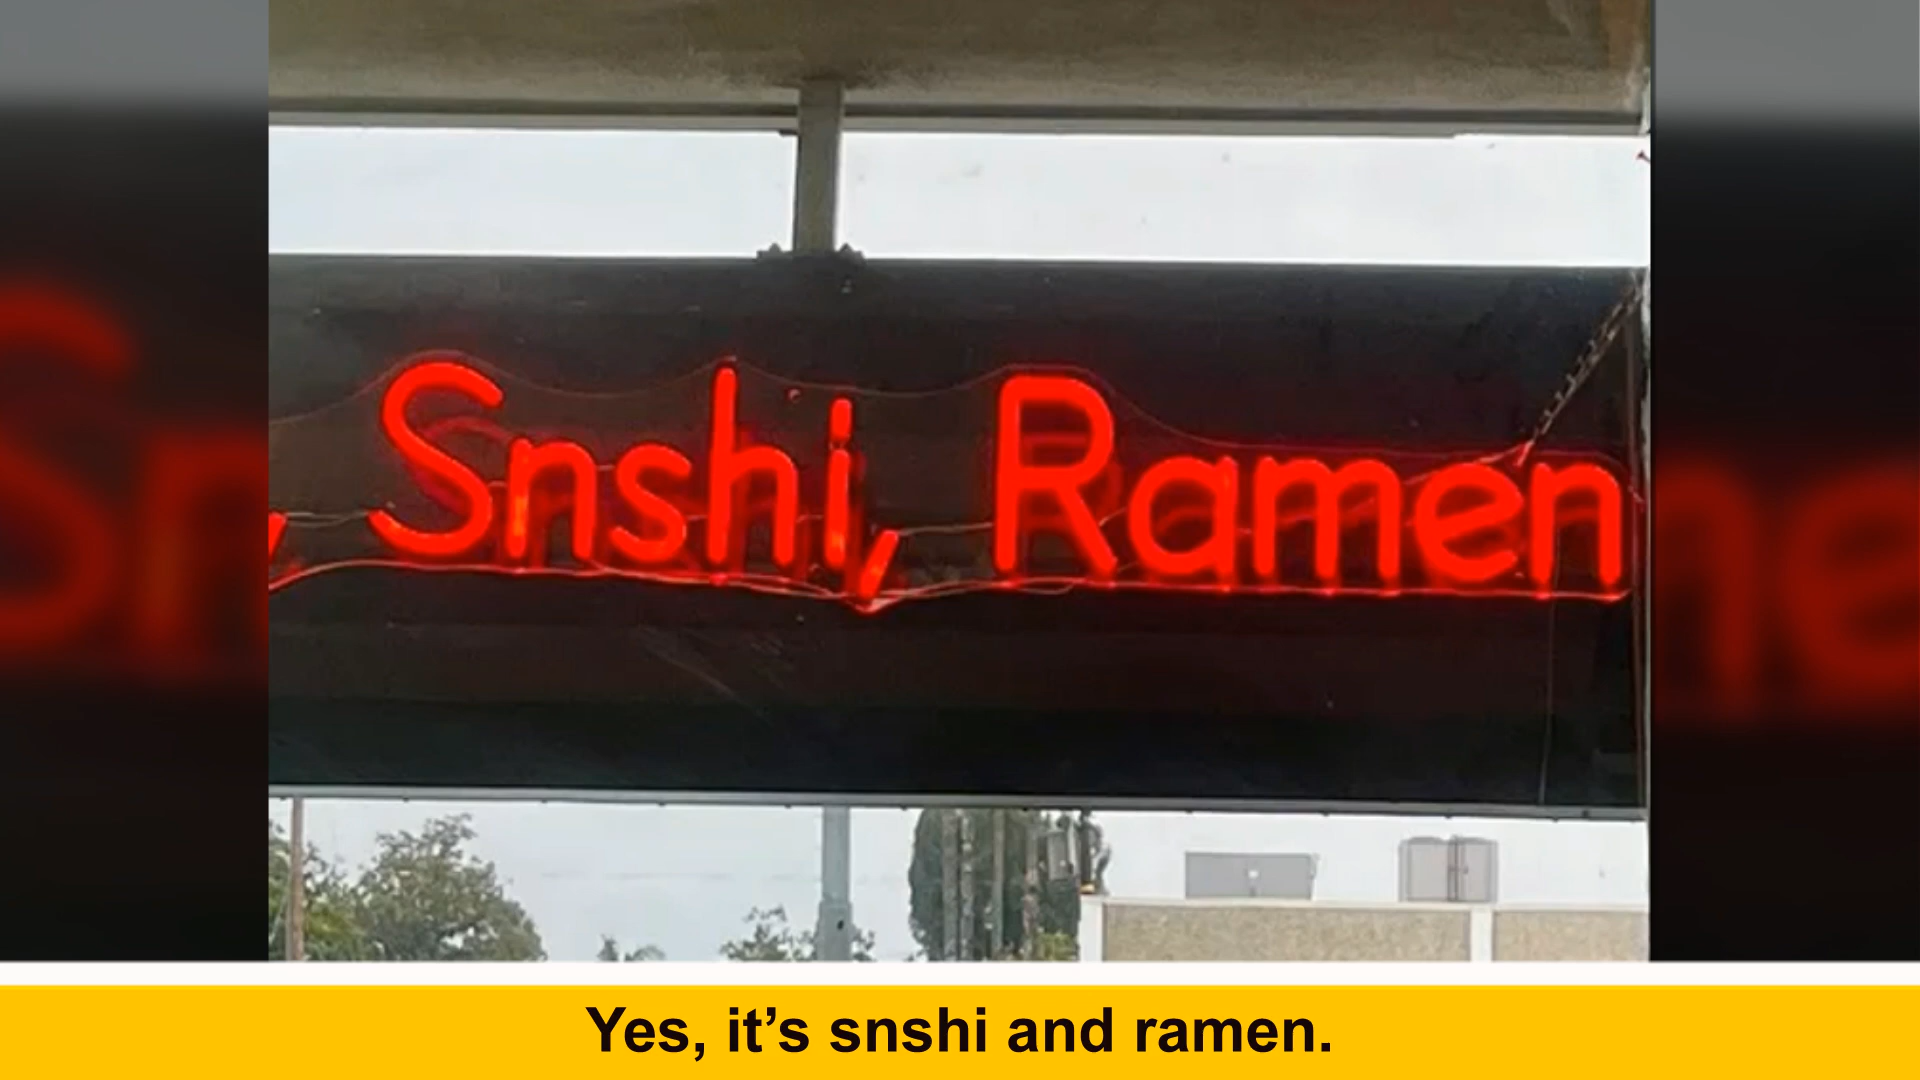 , Snshi, Ramen
Yes, it’s snshi and ramen.